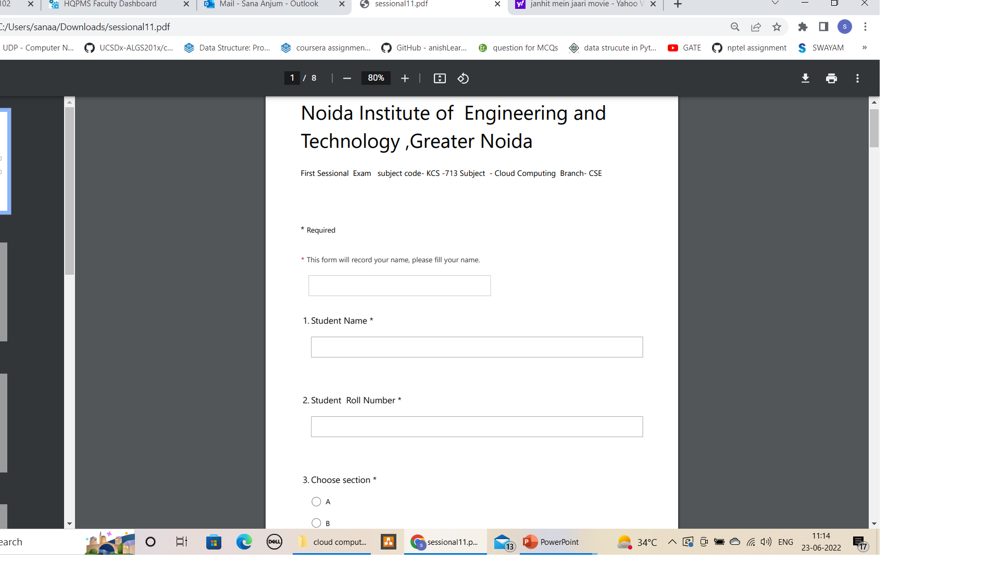 102
HQPMS Faculty Dashboard
Mail - Sana Anjum - Outlook
sessional11.pdf
janhit mein jaari movie - Yahoo
C:/Users/sanaa/Downloads/sessional11.pdf
S
UDP - Computer N...
UCSDx-ALGS201x/c...
Data Structure: Pro...
coursera assignmen...
GitHub - anishLear...
question for MCQs
data strucute in Pyt...
GATE
nptel assignment
SWAYAM
»
1 / 8
80%
Noida Institute of Engineering and
Technology ,Greater Noida
First Sessional Exam subject code- KCS -713 Subject - Cloud Computing Branch- CSE
* Required
* This form will record your name, please fill your name.
1. Student Name *
2. Student Roll Number *
3. Choose section *
A
B
earch
DELL
cloud comput...
sessional11.p...
13
PowerPoint
34°C
ENG
11:14
23-06-2022
17